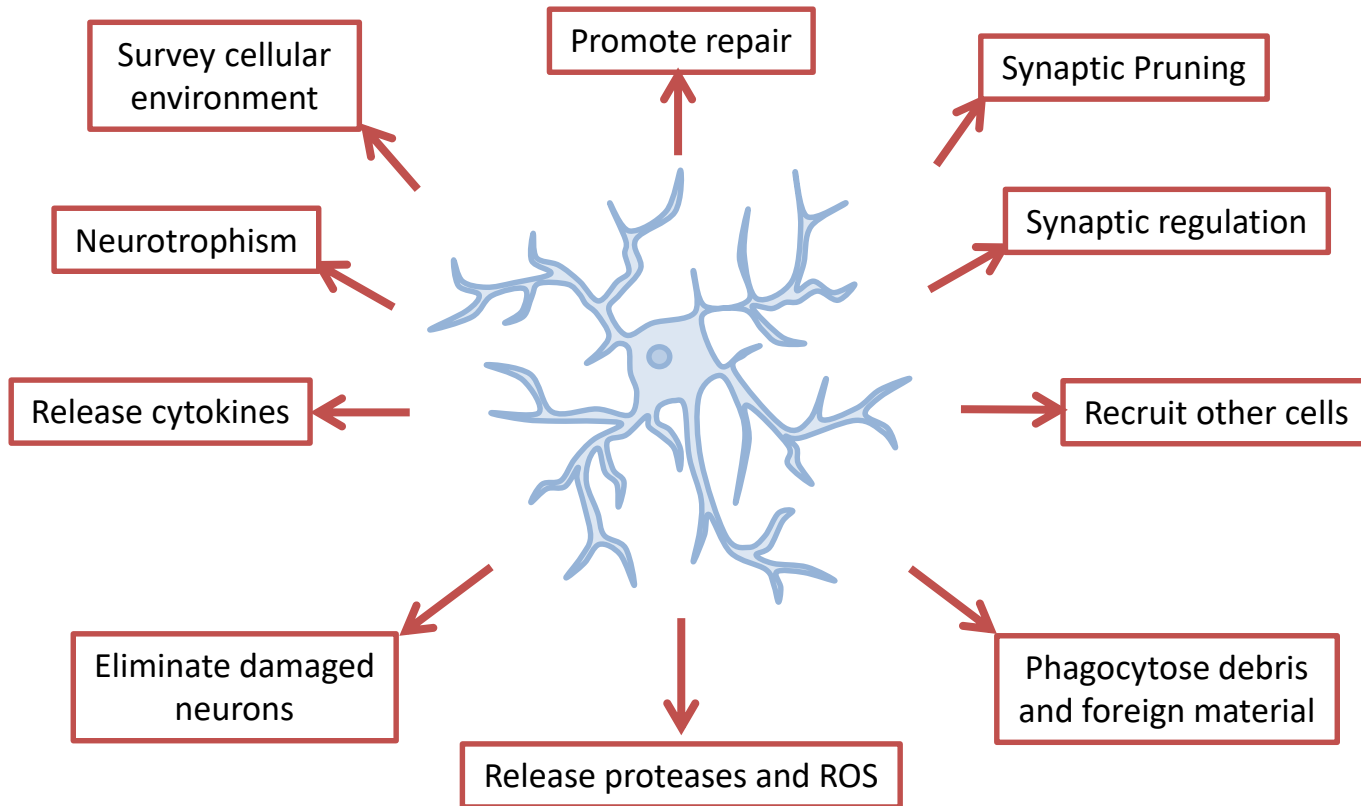 Survey cellular
environment
Promote repair
Synaptic Pruning
Neurotrophism
Synaptic regulation
Release cytokines
Recruit other cells
Eliminate damaged
neurons
Release proteases and ROS
Phagocytose debris
and foreign material